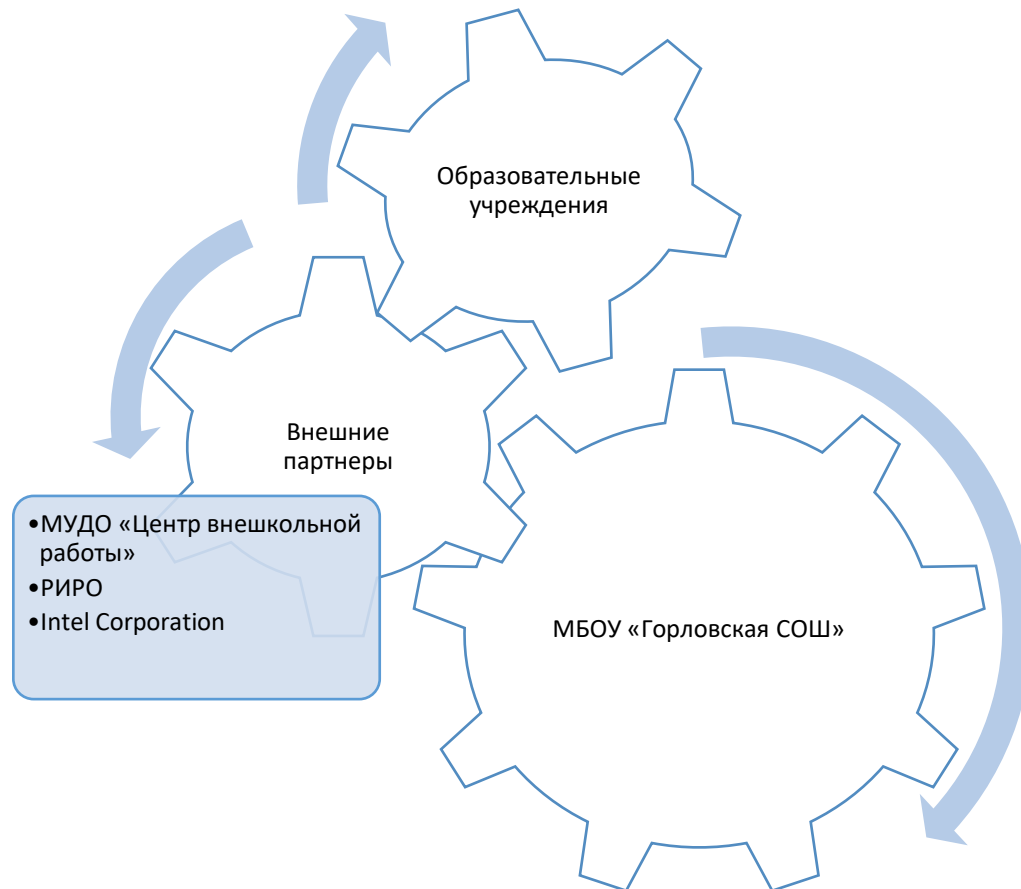 Образовательные
учреждения
Внешние
партнеры
•МУДО «Центр внешкольной
работы»
•РИРО
•Intel Corporation
МБОУ «Горловская СОШ»